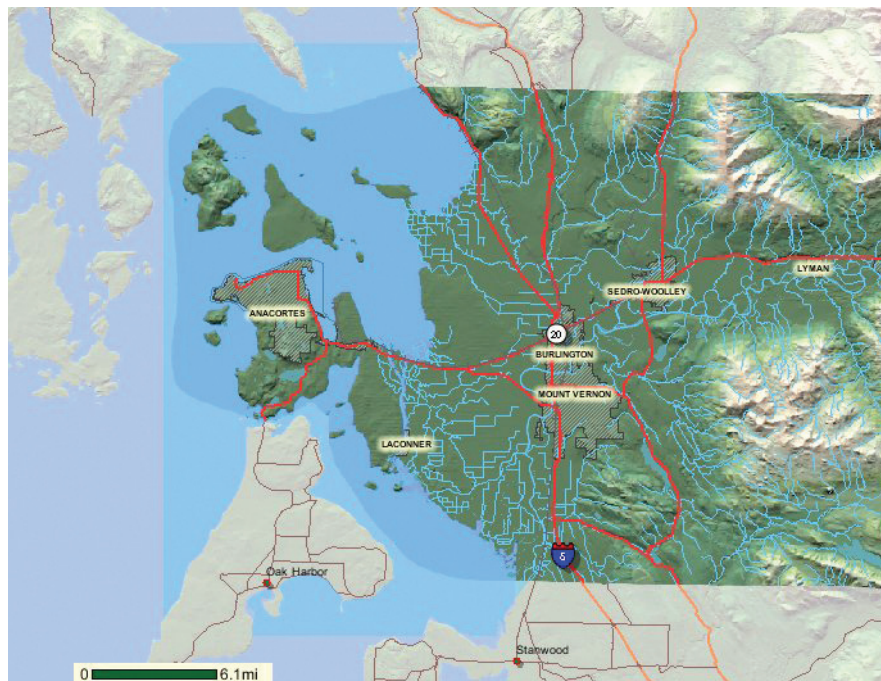 LYMAN
SEDRO-WOOLLEY
ANACORTES
20
BURLINGTON
MOUNT VERNON
LACONNER
5
Oak Harbor
Stanwood
0 6.1mi